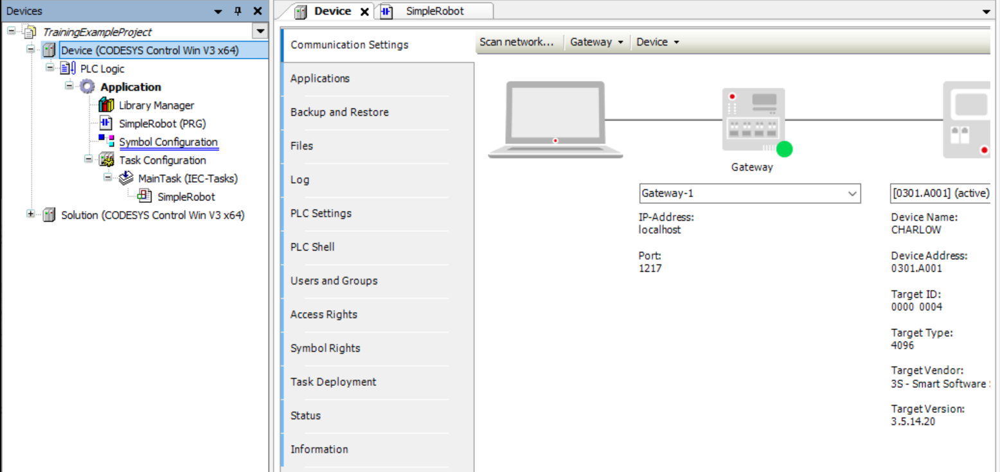 Devices
TrainingExampleProject
Device (CODESYS Control Win V3 x64)
PLC Logic
Application
Library Manager
SimpleRobot (PRG)
Symbol Configuration
Task Configuration
MainTask (IEC-Tasks)
SimpleRobot
Solution (CODESYS Control Win V3 x64)
Device
SimpleRobot
Communication Settings
Applications
Backup and Restore
Files
Log
PLC Settings
PLC Shell
Users and Groups
Access Rights
Symbol Rights
Task Deployment
Status
Information
Scan network... Gateway Device
Gateway
Gateway-1
IP-Address:
localhost
Port:
1217
[0301.A001] (active)
Device Name:
CHARLOW
Device Address:
0301.A001
Target ID:
0000 0004
Target Type:
4096
Target Vendor:
3S - Smart Software
Target Version:
3.5.14.20